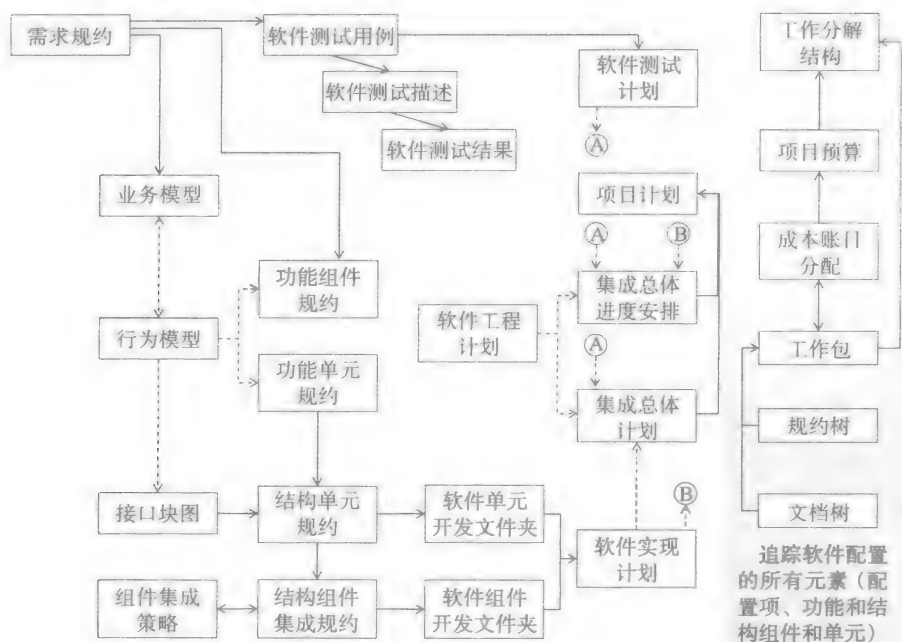 需求规约
软件测试用例
软件测试
计划
工作分解
结构
软件测试描述
A
软件测试结果
项目预算
业务模型
项目计划
A
B
成本账目
分配
功能组件
规约
集成总体
进度安排
软件工程
计划
行为模型
工作包
A
功能单元
规约
集成总体
计划
规约树
B
接口块图
结构单元
规约
软件单元
开发文件夹
文档树
软件实现
计划
组件集成
策略
结构组件
集成规约
软件组件
开发文件夹
追踪软件配置
的所有元素（配
置项、功能和结
构组件和单元）